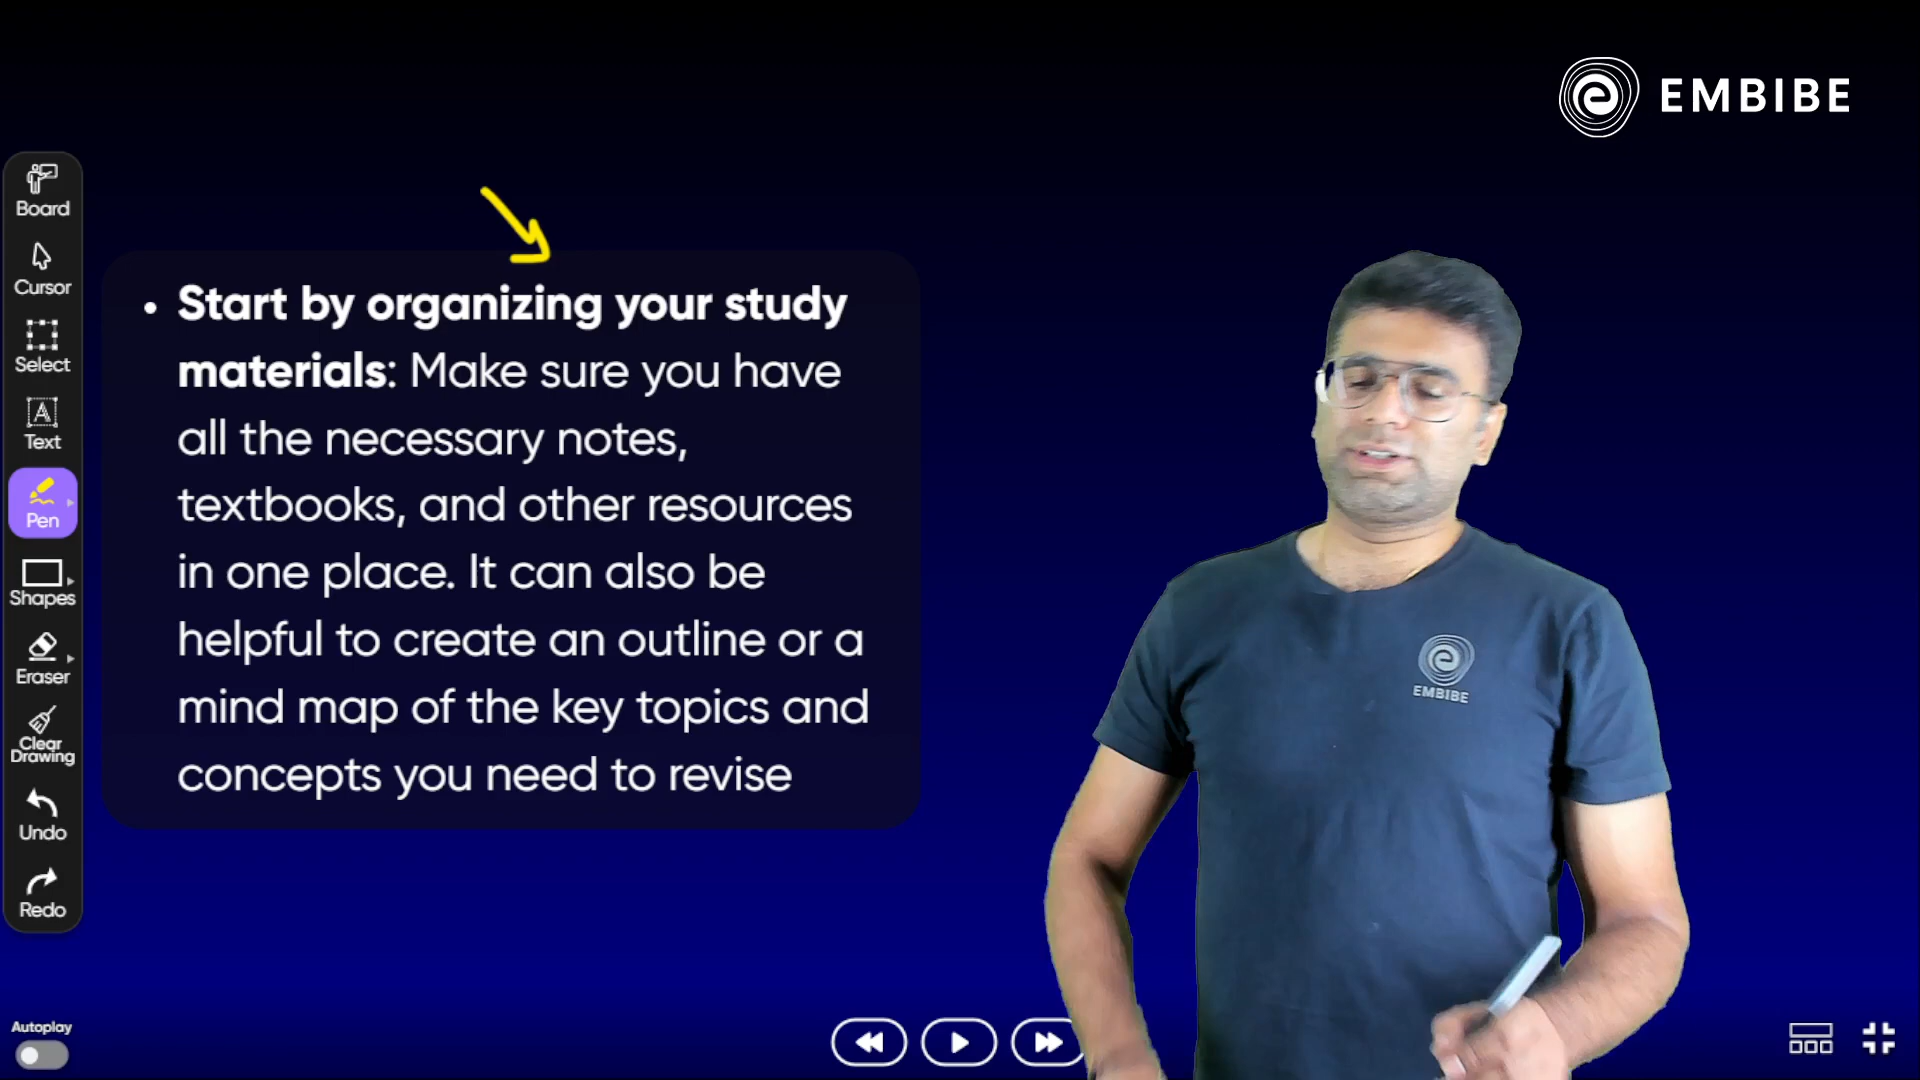 EMBIBE
Board
Cursor
Select
Text
Pen
Shapes
Eraser
Clear
Drawing
Undo
Redo
Autoplay
• Start by organizing your study
materials: Make sure you have
all the necessary notes,
textbooks, and other resources
in one place. It can also be
helpful to create an outline or a
mind map of the key topics and
concepts you need to revise
EMBIBE